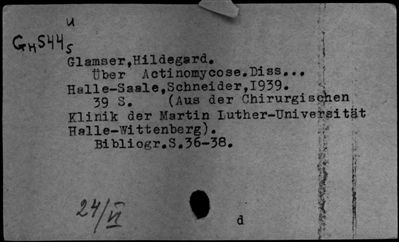 u
GH544s
Glamser,Hildegard.
Über Actinomycose.Diss...
Halle-Saale,Schneider,I939.
39 S. (Aus der Chirurgischen
Klinik der Martin Luther-Universität
Halle-Wittenberg).
Bibliogr.S.36-38.
24/VI
d